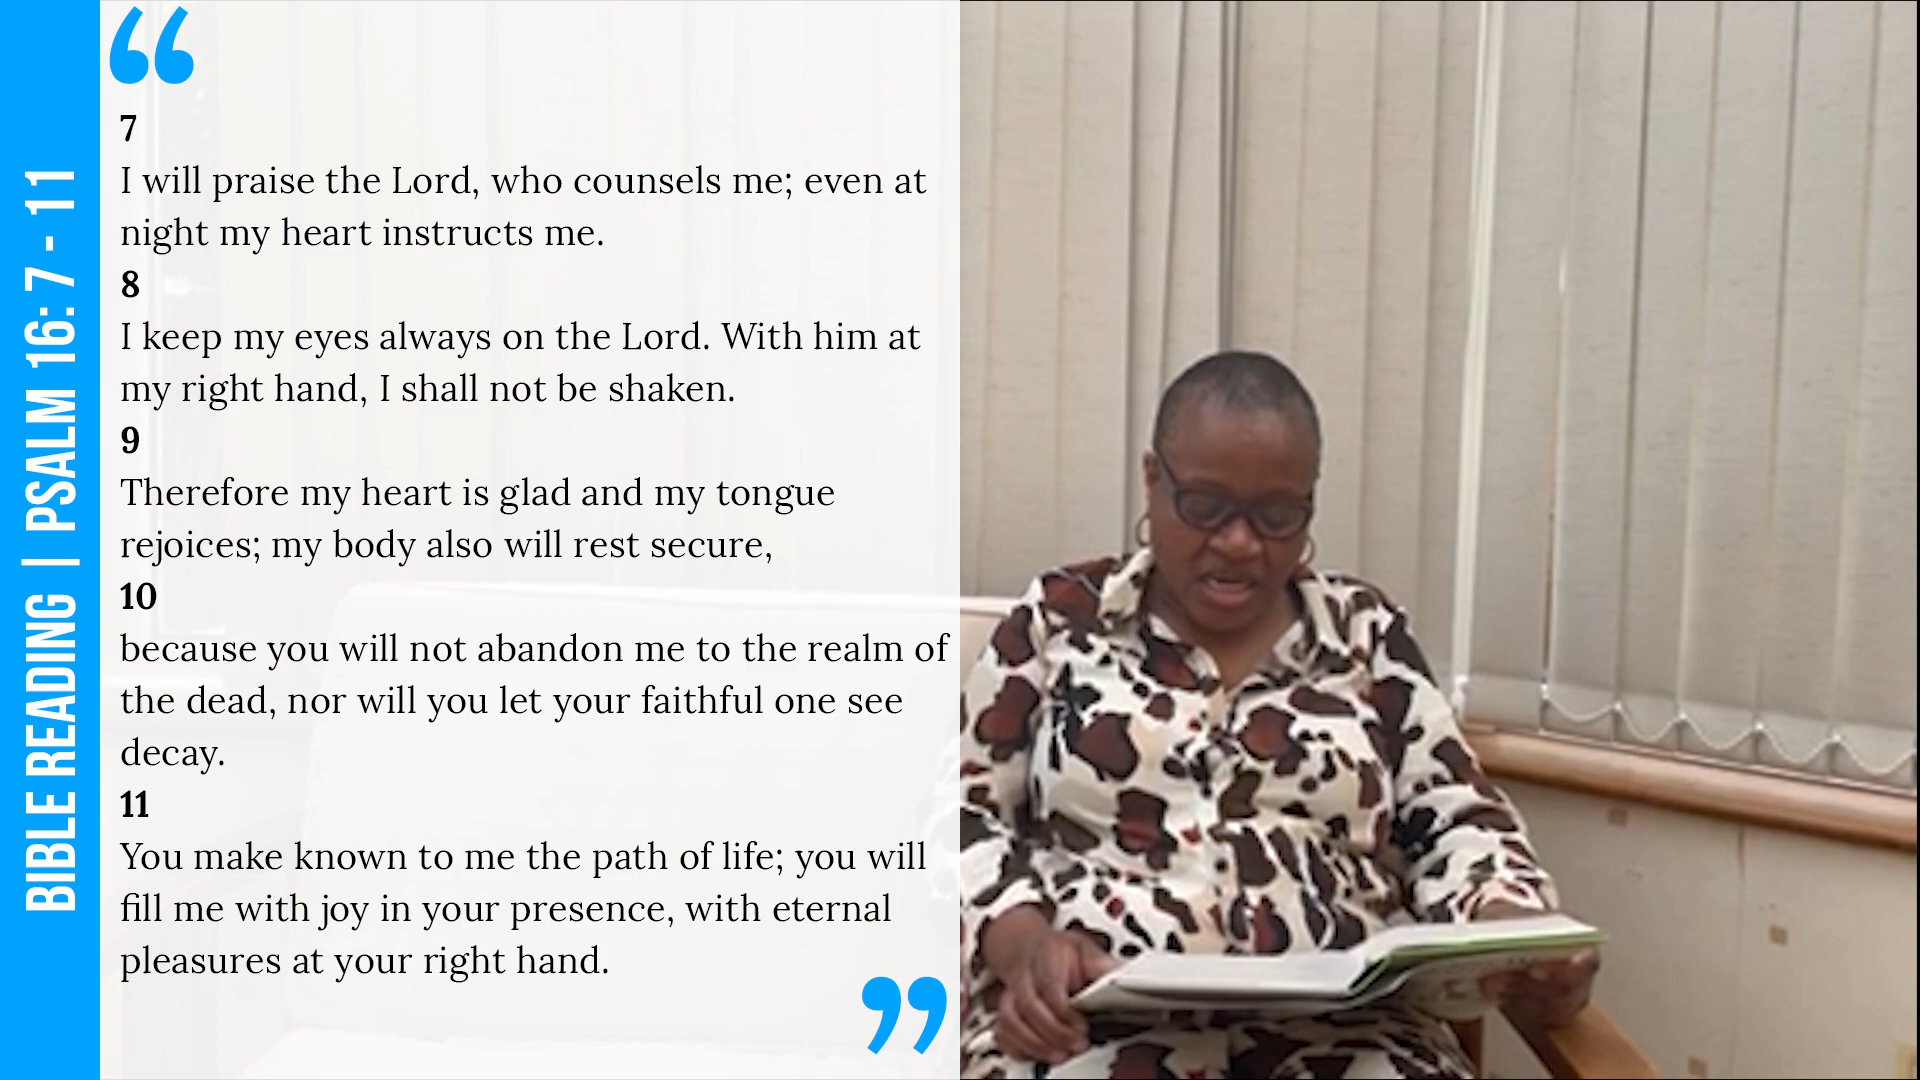 BIBLE READING | PSALM 16: 7 - 11
“
7
I will praise the Lord, who counsels me; even at
night my heart instructs me.
8
I keep my eyes always on the Lord. With him at
my right hand, I shall not be shaken.
9
Therefore my heart is glad and my tongue
rejoices; my body also will rest secure,
10
because you will not abandon me to the realm of
the dead, nor will you let your faithful one see
decay.
11
You make known to me the path of life; you will
fill me with joy in your presence, with eternal
pleasures at your right hand.
”